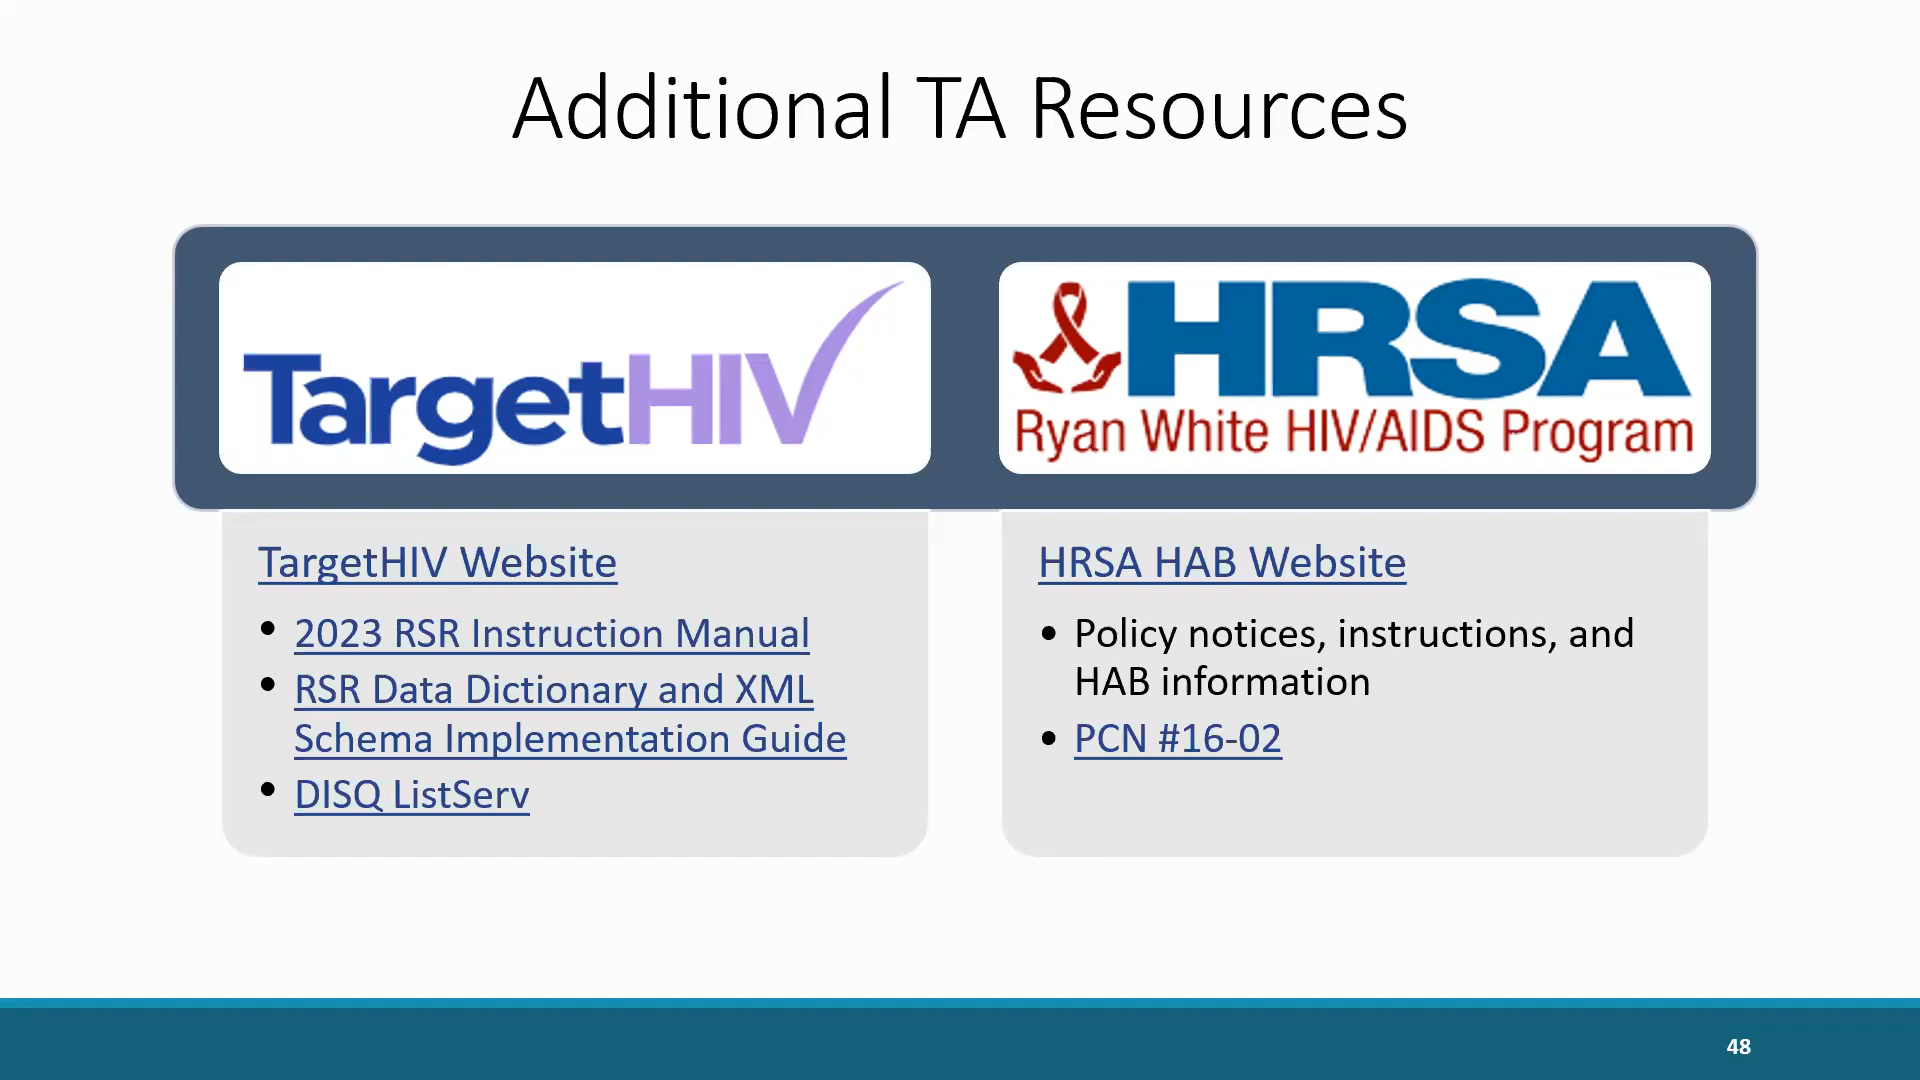 Additional TA Resources
TargetHIV
HRSA
Ryan White HIV/AIDS Program
TargetHIV Website
• 2023 RSR Instruction Manual
• RSR Data Dictionary and XML
Schema Implementation Guide
• DISQ ListServ
HRSA HAB Website
• Policy notices, instructions, and
HAB information
• PCN #16-02
48